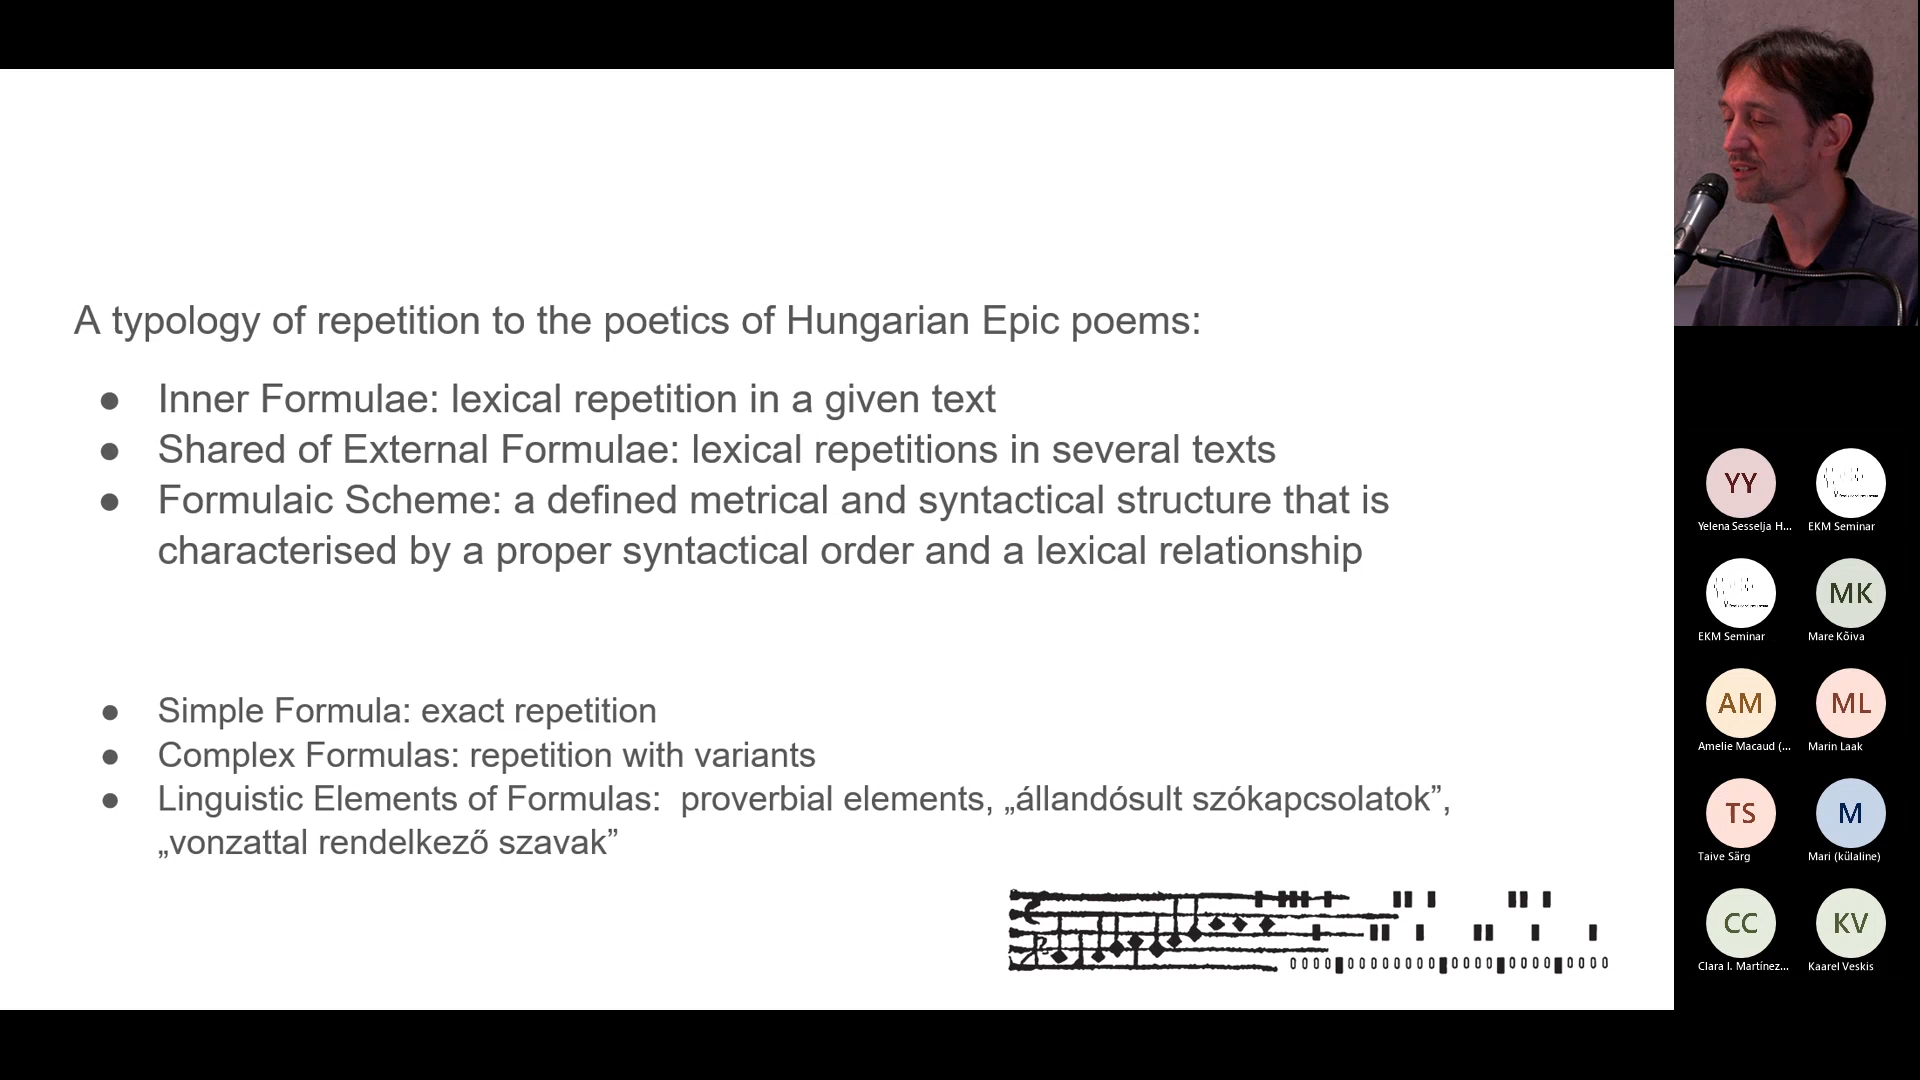 A typology of repetition to the poetics of Hungarian Epic poems:
● Inner Formulae: lexical repetition in a given text
● Shared of External Formulae: lexical repetitions in several texts
● Formulaic Scheme: a defined metrical and syntactical structure that is
characterised by a proper syntactical order and a lexical relationship
● Simple Formula: exact repetition
● Complex Formulas: repetition with variants
● Linguistic Elements of Formulas: proverbial elements, „állandósult szókapcsolatok”,
„vonzattal rendelkező szavak”
YY
Yelena Sesselja H...
EKM Seminar
EKM Seminar
MK
Mare Kõiva
AM
Amelie Macaud (...
ML
Marin Laak
TS
Taive Särg
M
Mari (külaline)
CC
Clara I. Martínez...
KV
Kaarel Veskis